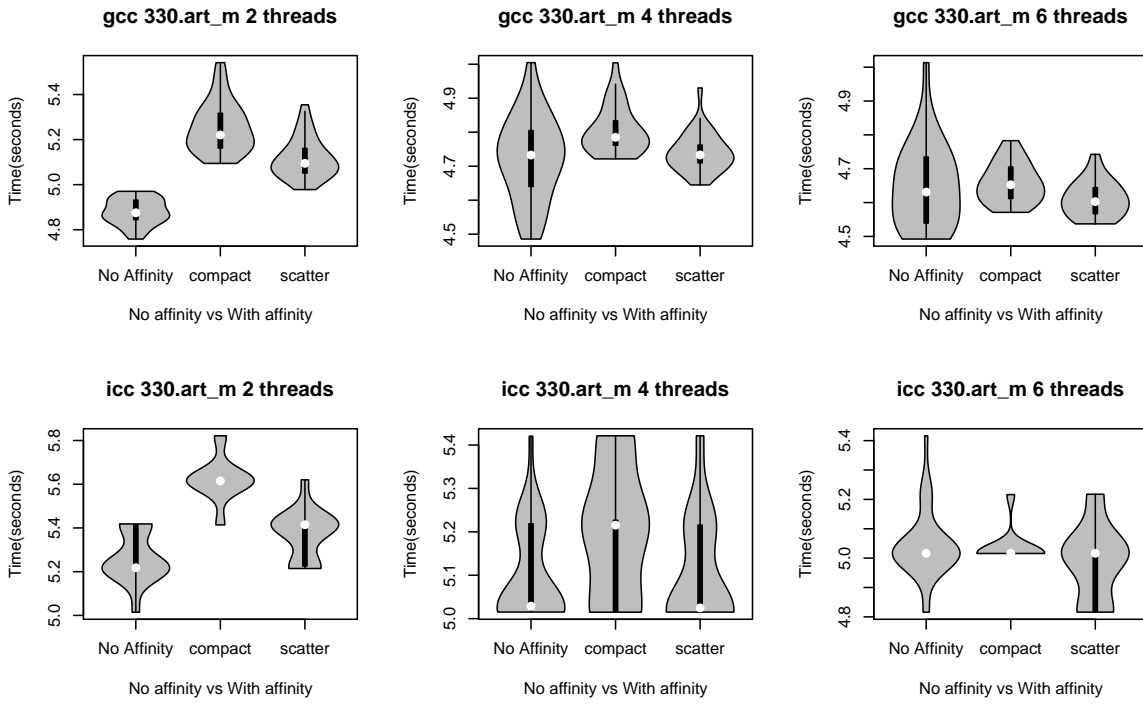 gcc 330.art_m 2 threads
Time(seconds)
5.4
5.2
5.0
4.8
No Affinity compact scatter
No affinity vs With affinity
gcc 330.art_m 4 threads
Time(seconds)
4.9
4.7
4.5
No Affinity compact scatter
No affinity vs With affinity
gcc 330.art_m 6 threads
Time(seconds)
4.9
4.7
4.5
No Affinity compact scatter
No affinity vs With affinity
icc 330.art_m 2 threads
Time(seconds)
5.8
5.6
5.4
5.2
5.0
No Affinity compact scatter
No affinity vs With affinity
icc 330.art_m 4 threads
Time(seconds)
5.4
5.3
5.2
5.1
5.0
No Affinity compact scatter
No affinity vs With affinity
icc 330.art_m 6 threads
Time(seconds)
5.4
5.2
5.0
4.8
No Affinity compact scatter
No affinity vs With affinity